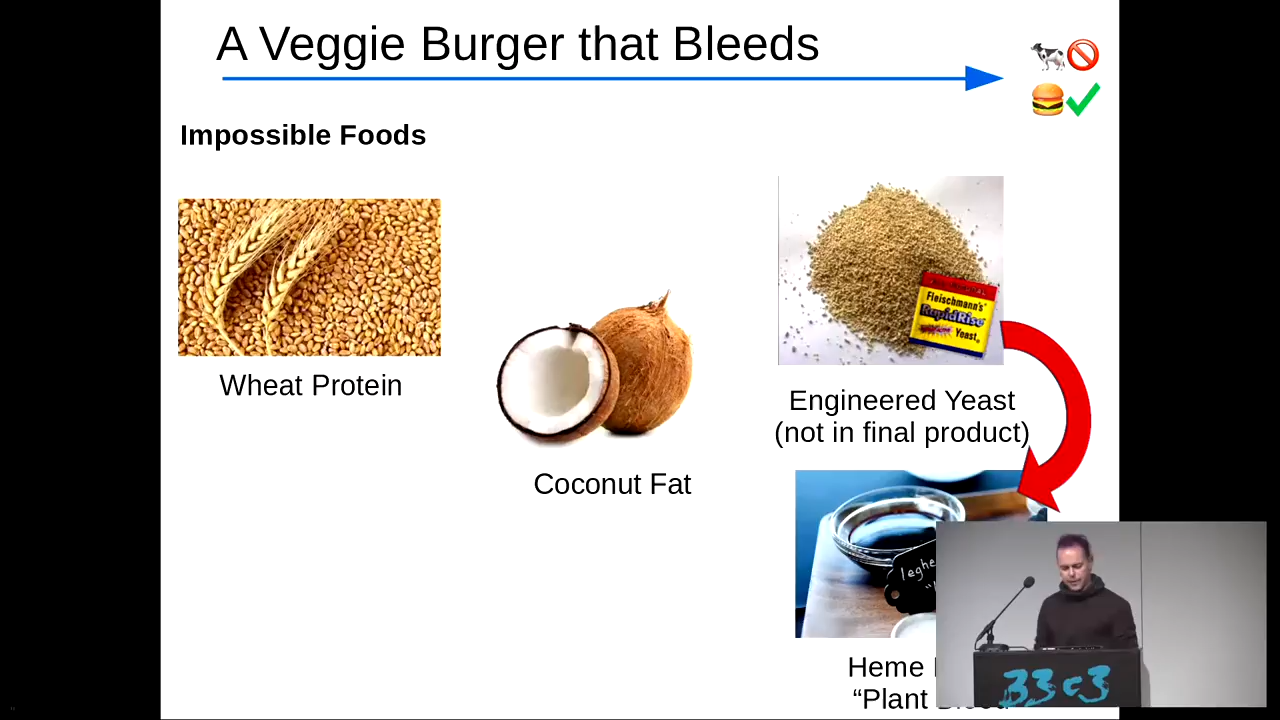 A Veggie Burger that Bleeds
Impossible Foods
Fleischmann's
RapidRise
Yeast
Wheat Protein
Engineered Yeast
(not in final product)
Coconut Fat
Heme
"Plant
33c3